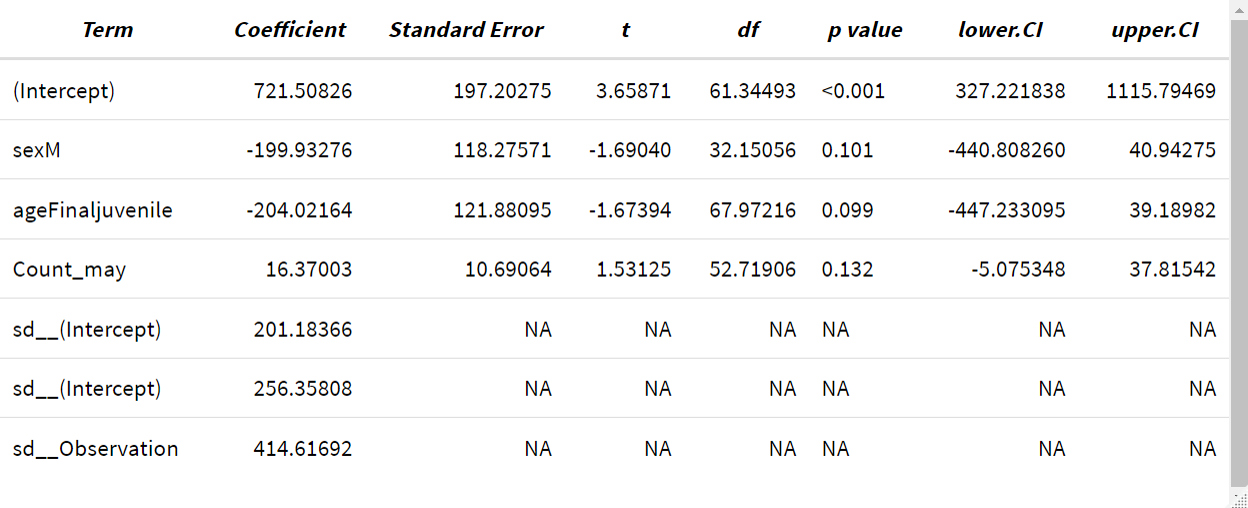 Term Coefficient Standard Error t df p value lower.CI upper.CI
(Intercept) 721.50826 197.20275 3.65871 61.34493 <0.001 327.221838 1115.79469
sexM -199.93276 118.27571 -1.69040 32.15056 0.101 -440.808260 40.94275
ageFinaljuvenile -204.02164 121.88095 -1.67394 67.97216 0.099 -447.233095 39.18982
Count_may 16.37003 10.69064 1.53125 52.71906 0.132 -5.075348 37.81542
sd__(Intercept) 201.18366 NA NA NA NA NA NA
sd__(Intercept) 256.35808 NA NA NA NA NA NA
sd__Observation 414.61692 NA NA NA NA NA NA